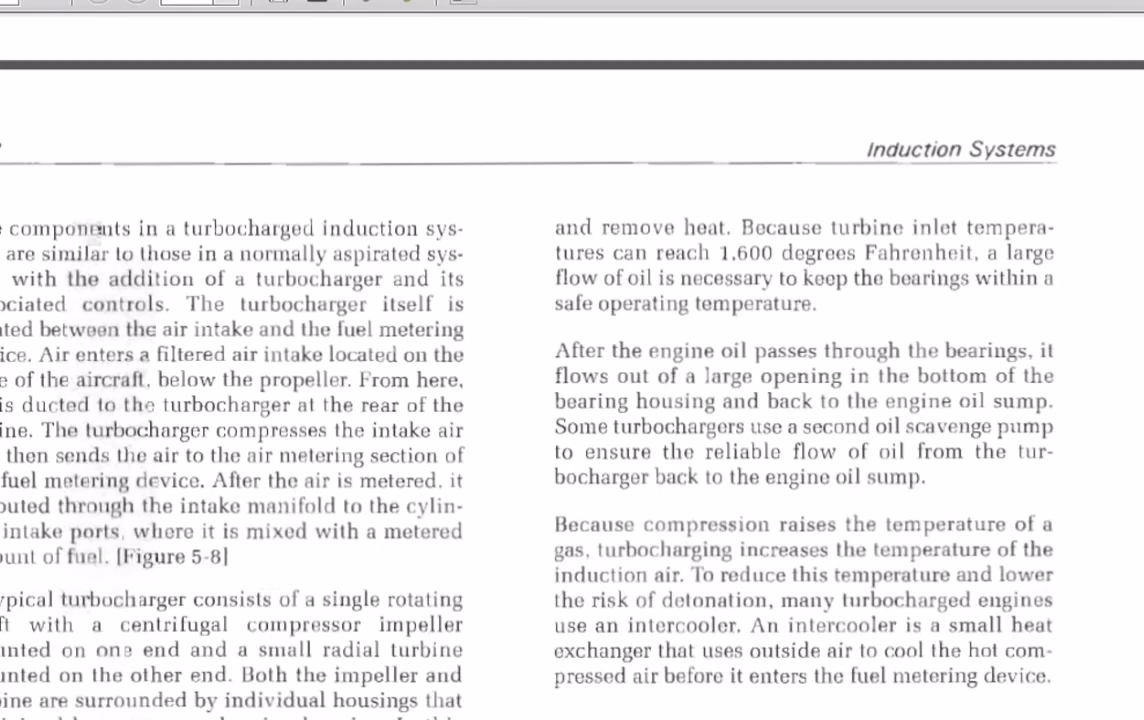 Induction Systems
components in a turbocharged induction sys-
are similar to those in a normally aspirated sys-
with the addition of a turbocharger and its
controls. The turbocharger itself is
between the air intake and the fuel metering
Air enters a filtered air intake located on the
of the aircraft, below the propeller. From here,
is ducted to the turbocharger at the rear of the
The turbocharger compresses the intake air
then sends the air to the air metering section of
fuel metering device. After the air is metered, it
through the intake manifold to the cylin-
intake ports, where it is mixed with a metered
of fuel. [Figure 5-8]
turbocharger consists of a single rotating
with a centrifugal compressor impeller
on one end and a small radial turbine
on the other end. Both the impeller and
are surrounded by individual housings that
and remove heat. Because turbine inlet tempera-
tures can reach 1,600 degrees Fahrenheit, a large
flow of oil is necessary to keep the bearings within a
safe operating temperature.
After the engine oil passes through the bearings, it
flows out of a large opening in the bottom of the
bearing housing and back to the engine oil sump.
Some turbochargers use a second oil scavenge pump
to ensure the reliable flow of oil from the tur-
bocharger back to the engine oil sump.
Because compression raises the temperature of a
gas, turbocharging increases the temperature of the
induction air. To reduce this temperature and lower
the risk of detonation, many turbocharged engines
use an intercooler. An intercooler is a small heat
exchanger that uses outside air to cool the hot com-
pressed air before it enters the fuel metering device.